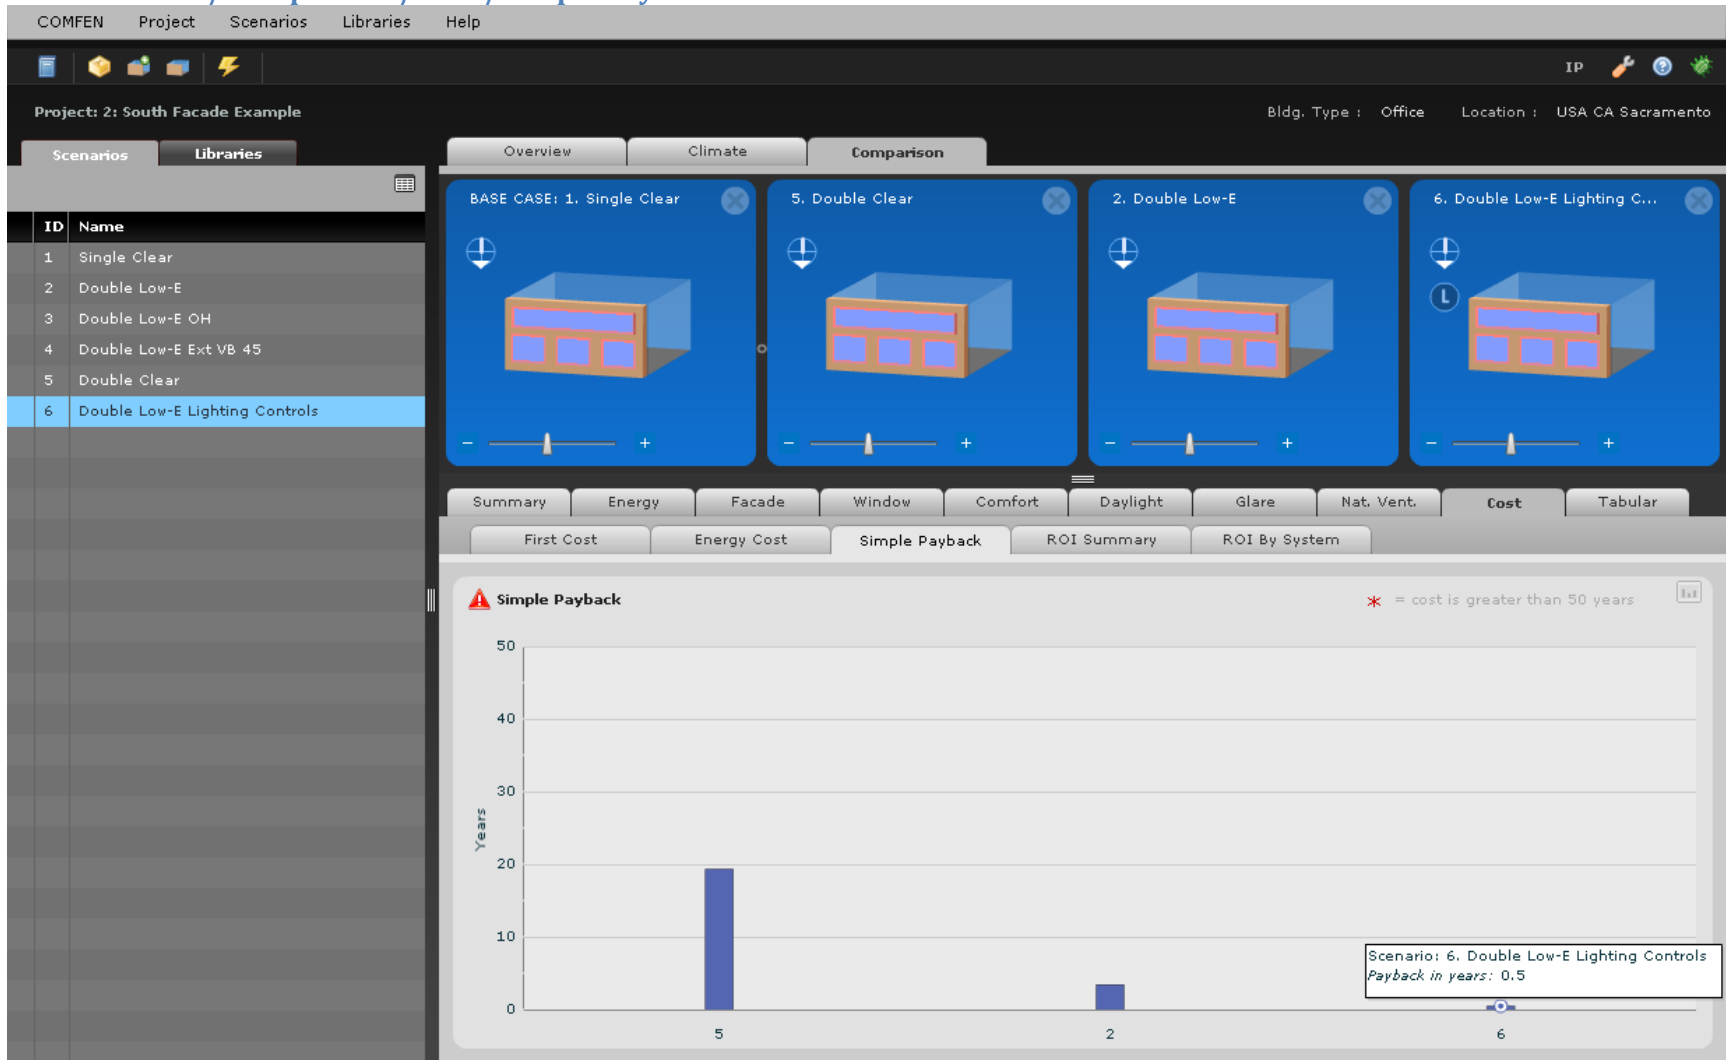 COMFEN Project Scenarios Libraries Help
IP
Project: 2: South Facade Example Bldg. Type : Office Location : USA CA Sacramento
Scenarios Libraries Overview Climate Comparison
BASE CASE: 1. Single Clear 5. Double Clear 2. Double Low-E 6. Double Low-E Lighting C...
ID Name
1 Single Clear
2 Double Low-E
3 Double Low-E OH
4 Double Low-E Ext VB 45
5 Double Clear
6 Double Low-E Lighting Controls
L
- + - + - + - +
Summary Energy Facade Window Comfort Daylight Glare Nat. Vent. Cost Tabular
First Cost Energy Cost Simple Payback ROI Summary ROI By System
Simple Payback * = cost is greater than 50 years
50
40
30
Years
20
10
0
Scenario: 6. Double Low-E Lighting Controls
Payback in years: 0.5
5 2 6